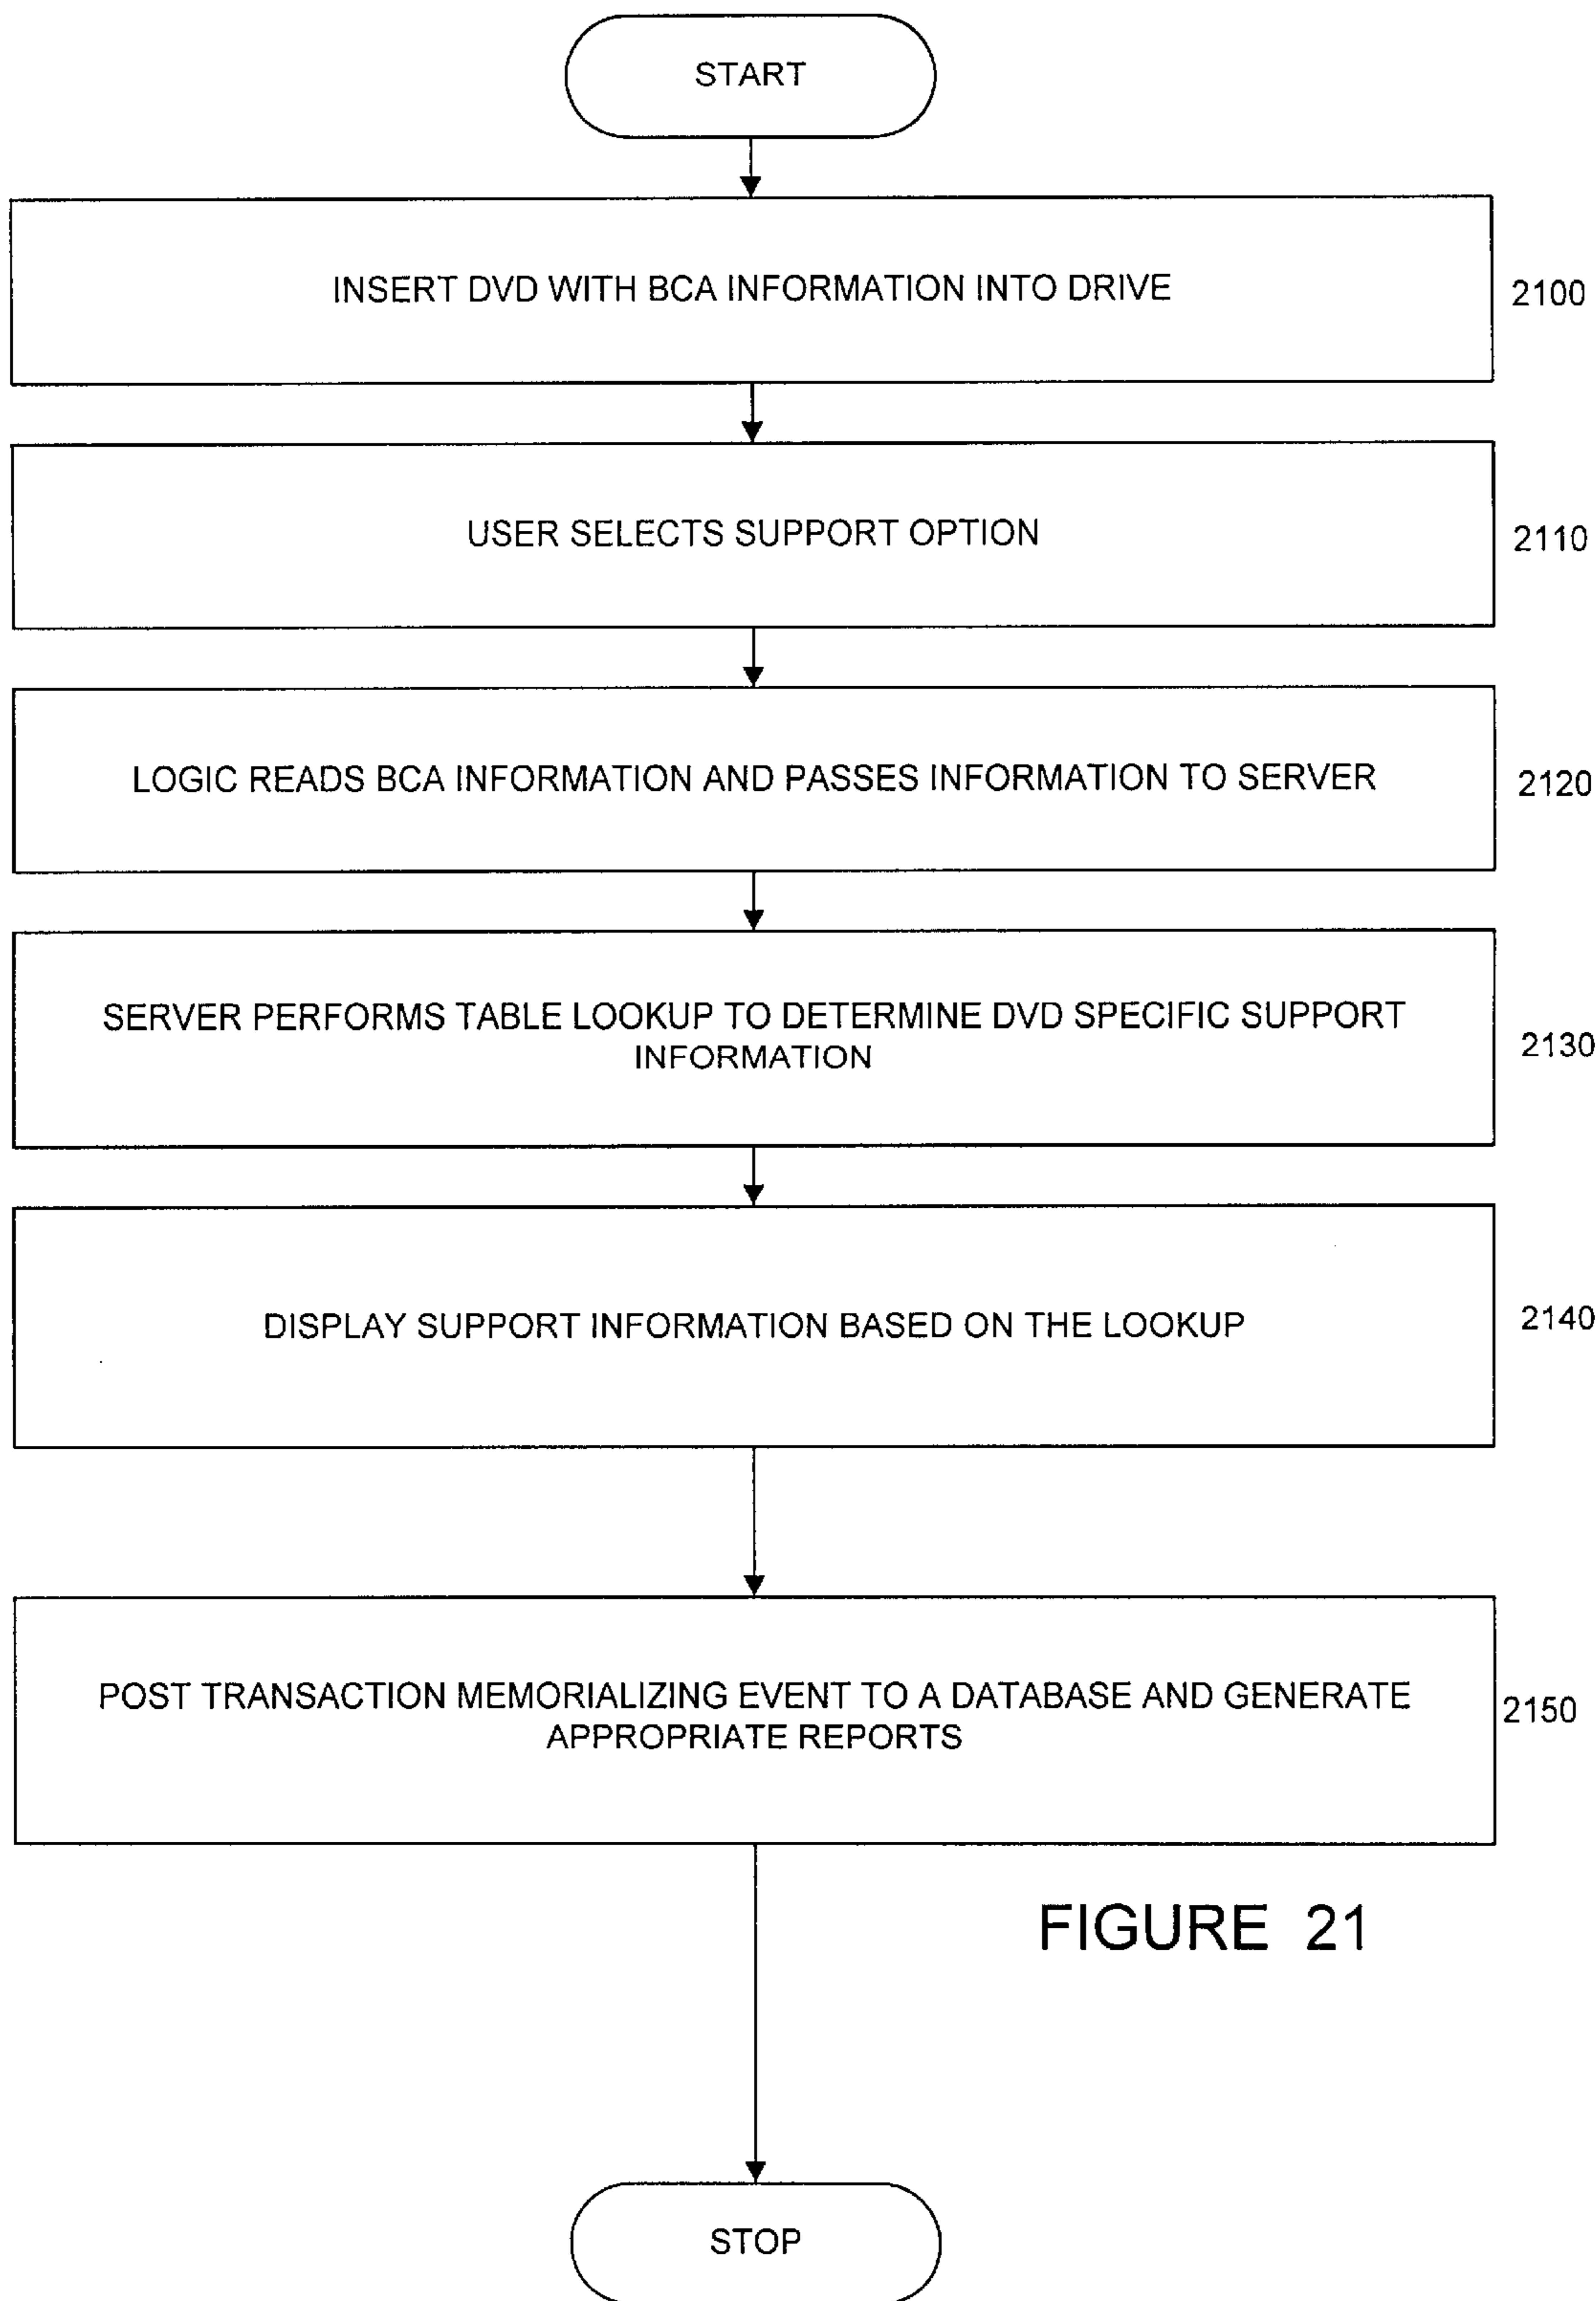 START
INSERT DVD WITH BCA INFORMATION INTO DRIVE
2100
USER SELECTS SUPPORT OPTION
2110
LOGIC READS BCA INFORMATION AND PASSES INFORMATION TO SERVER
2120
SERVER PERFORMS TABLE LOOKUP TO DETERMINE DVD SPECIFIC SUPPORT
INFORMATION
2130
DISPLAY SUPPORT INFORMATION BASED ON THE LOOKUP
2140
POST TRANSACTION MEMORIALIZING EVENT TO A DATABASE AND GENERATE
APPROPRIATE REPORTS
2150
FIGURE 21
STOP